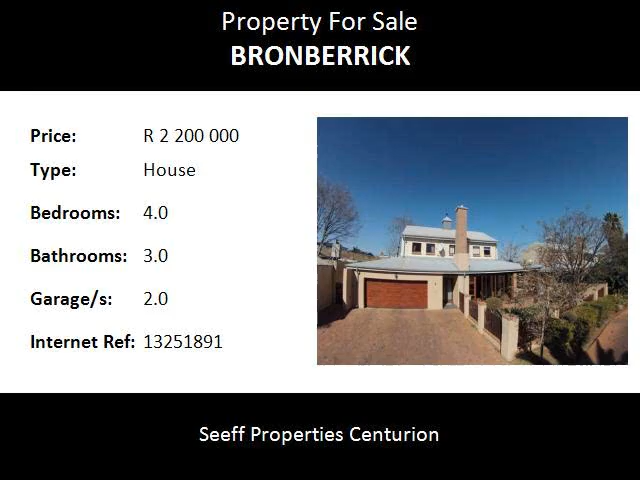 Property For Sale
BRONBERRICK
Price: R 2 200 000
Type: House
Bedrooms: 4.0
Bathrooms: 3.0
Garage/s: 2.0
Internet Ref: 13251891
Seeff Properties Centurion